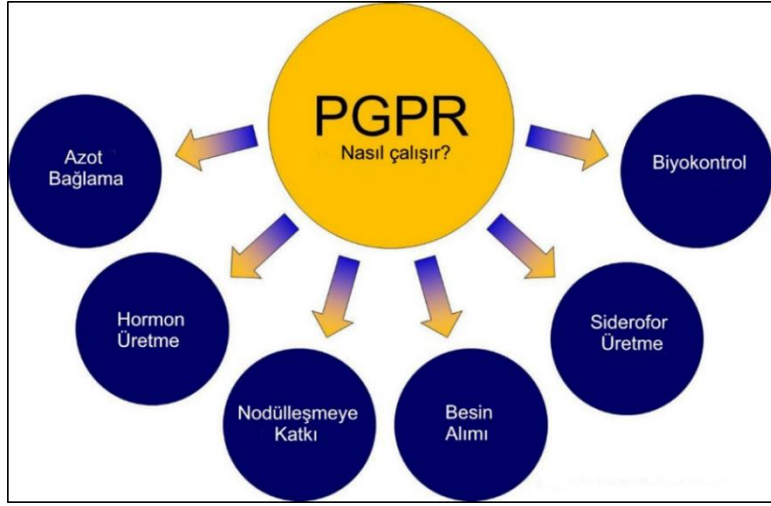 PGPR
Nasıl çalışır?
Azot
Bağlama
Hormon
Üretme
Nodülleşmeye
Katkı
Besin
Alımı
Siderofor
Üretme
Biyokontrol